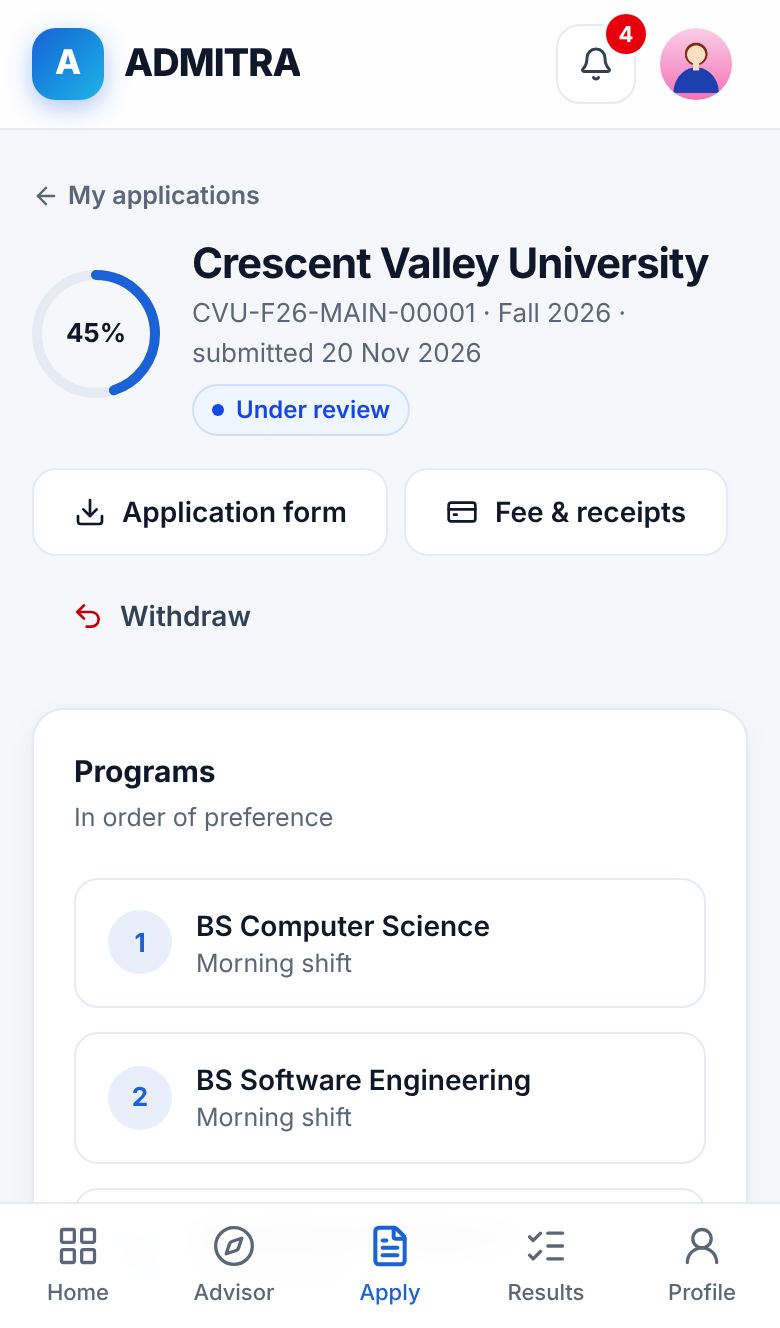 A ADMITRA 4
My applications
45%
Crescent Valley University
CVU-F26-MAIN-00001 · Fall 2026 ·
submitted 20 Nov 2026
Under review
Application form
Fee & receipts
Withdraw
Programs
In order of preference
1
BS Computer Science
Morning shift
2
BS Software Engineering
Morning shift
Home
Advisor
Apply
Results
Profile